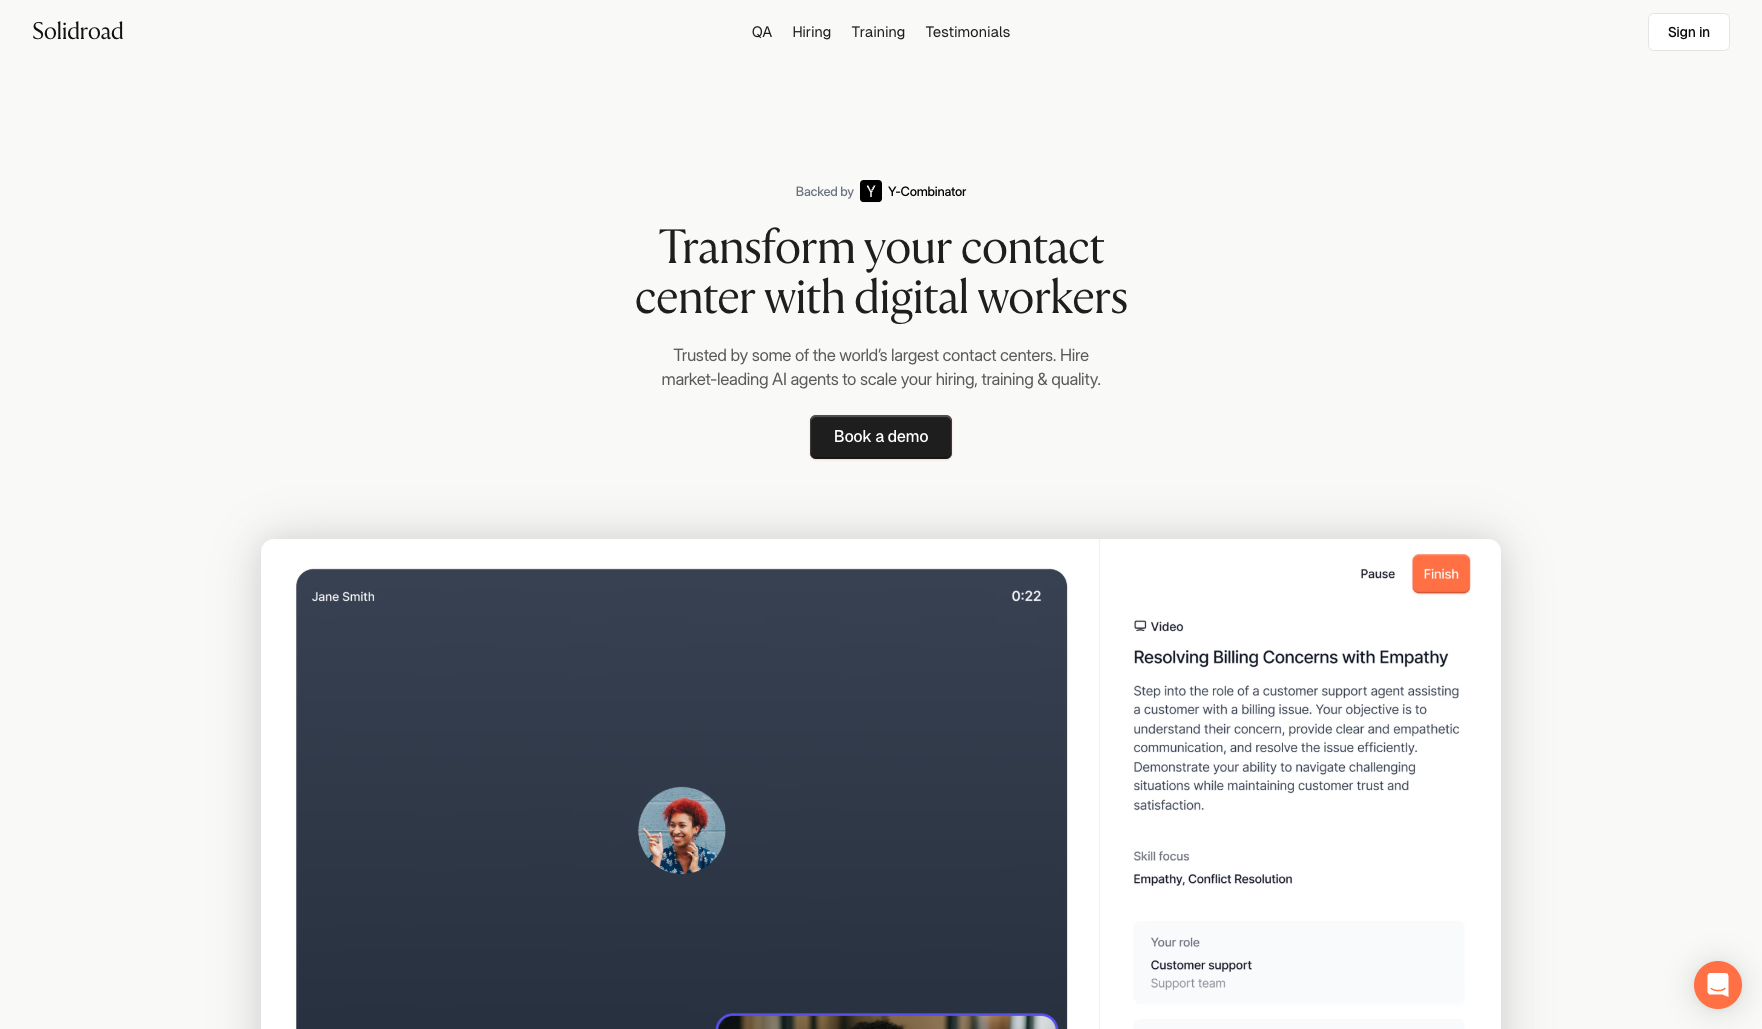 Solidroad
QA
Hiring
Training
Testimonials
Sign in
Backed by Y Y-Combinator
Transform your contact
center with digital workers
Trusted by some of the world's largest contact centers. Hire
market-leading AI agents to scale your hiring, training & quality.
Book a demo
Jane Smith
0:22
Pause
Finish
Video
Resolving Billing Concerns with Empathy
Step into the role of a customer support agent assisting
a customer with a billing issue. Your objective is to
understand their concern, provide clear and empathetic
communication, and resolve the issue efficiently.
Demonstrate your ability to navigate challenging
situations while maintaining customer trust and
satisfaction.
Skill focus
Empathy, Conflict Resolution
Your role
Customer support
Support team